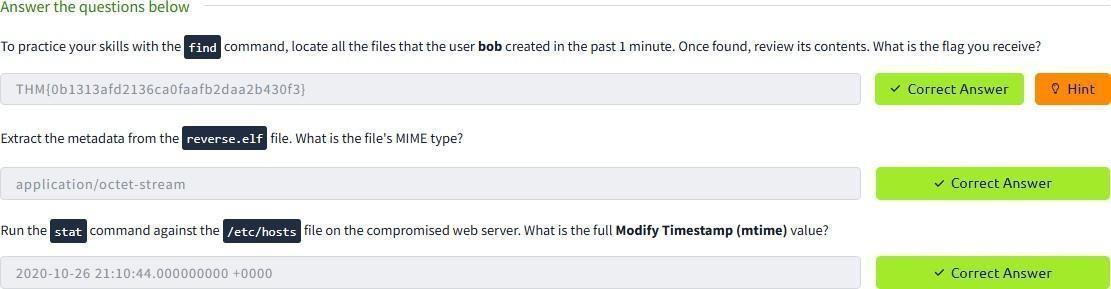 Answer the questions below
To practice your skills with the find command, locate all the files that the user bob created in the past 1 minute. Once found, review its contents. What is the flag you receive?
THM{0b1313afd2136ca0faafb2daa2b430f3}
Correct Answer
Hint
Extract the metadata from the reverse.elf file. What is the file's MIME type?
application/octet-stream
Correct Answer
Run the stat command against the /etc/hosts file on the compromised web server. What is the full Modify Timestamp (mtime) value?
2020-10-26 21:10:44.000000000 +0000
Correct Answer